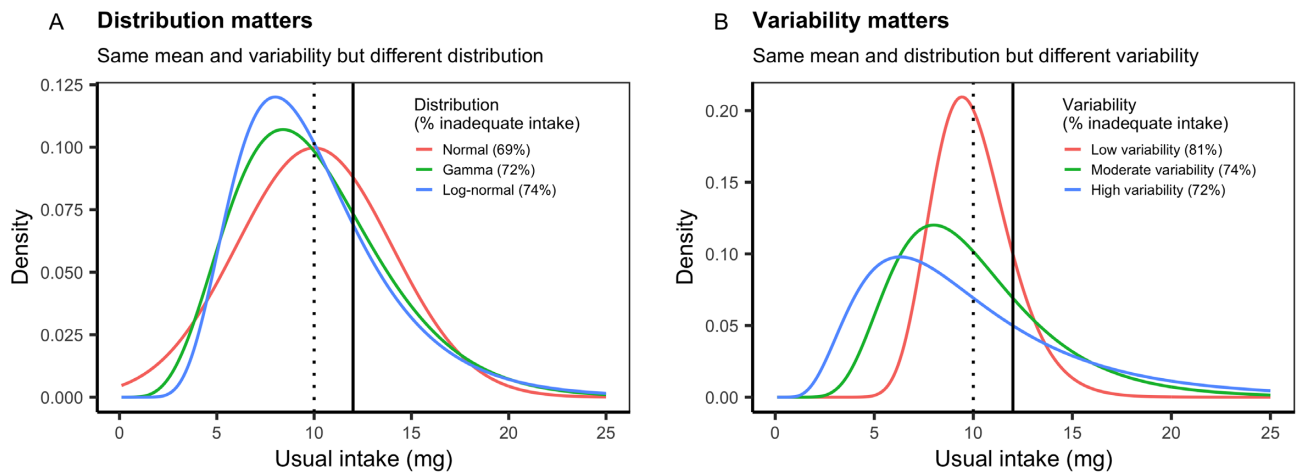 A Distribution matters
Same mean and variability but different distribution
Density
0.125
0.100
0.075
0.050
0.025
0.000
Distribution
(% inadequate intake)
Normal (69%)
Gamma (72%)
Log-normal (74%)
0 5 10 15 20 25
Usual intake (mg)
B Variability matters
Same mean and distribution but different variability
Density
0.20
0.15
0.10
0.05
0.00
Variability
(% inadequate intake)
Low variability (81%)
Moderate variability (74%)
High variability (72%)
0 5 10 15 20 25
Usual intake (mg)